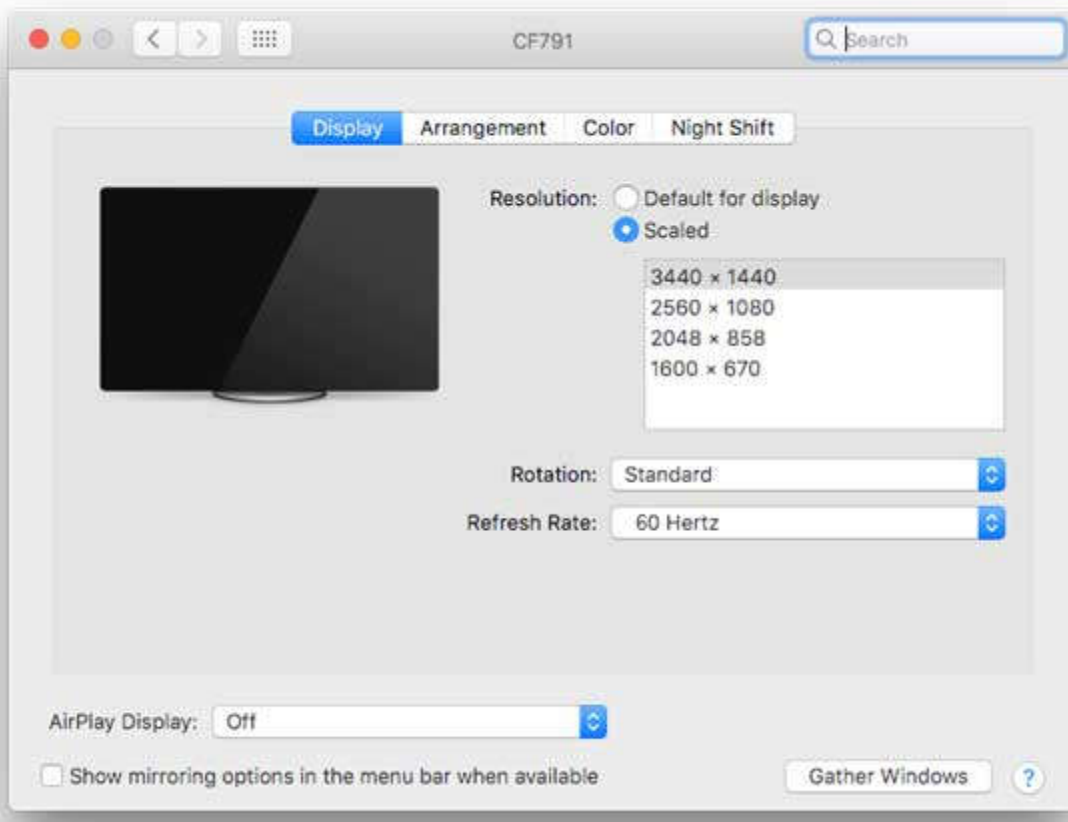 CF791
Search
Display Arrangement Color Night Shift
Resolution: Default for display
Scaled
3440 × 1440
2560 × 1080
2048 × 858
1600 × 670
Rotation: Standard
Refresh Rate: 60 Hertz
AirPlay Display: Off
Show mirroring options in the menu bar when available
Gather Windows ?